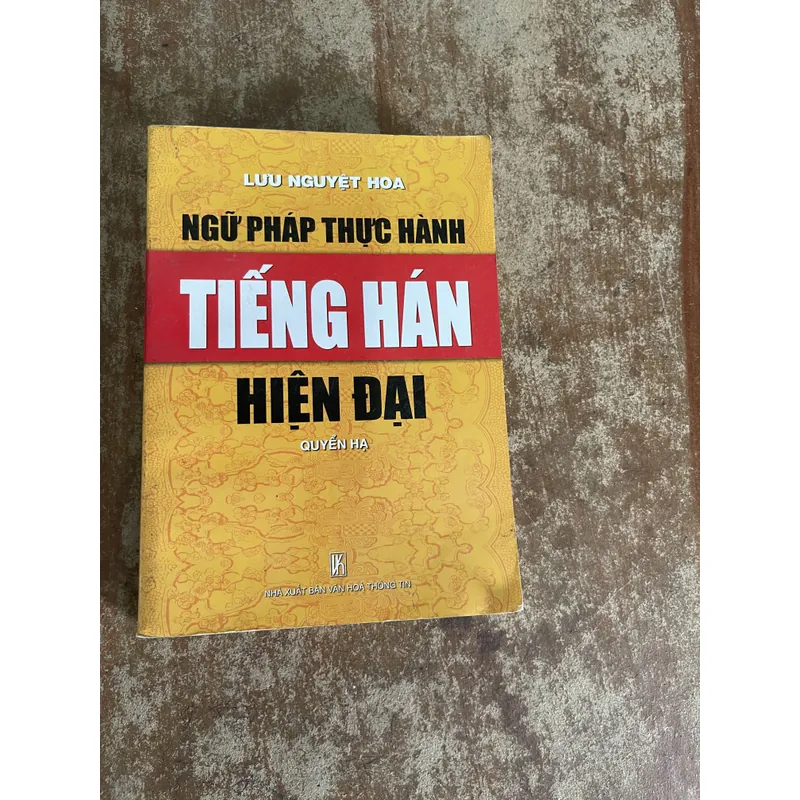 LƯU NGUYỆT HOA
NGỮ PHÁP THỰC HÀNH
TIẾNG HÁN
HIỆN ĐẠI
QUYỂN HẠ
NHÀ XUẤT BẢN VĂN HOÁ THÔNG TIN